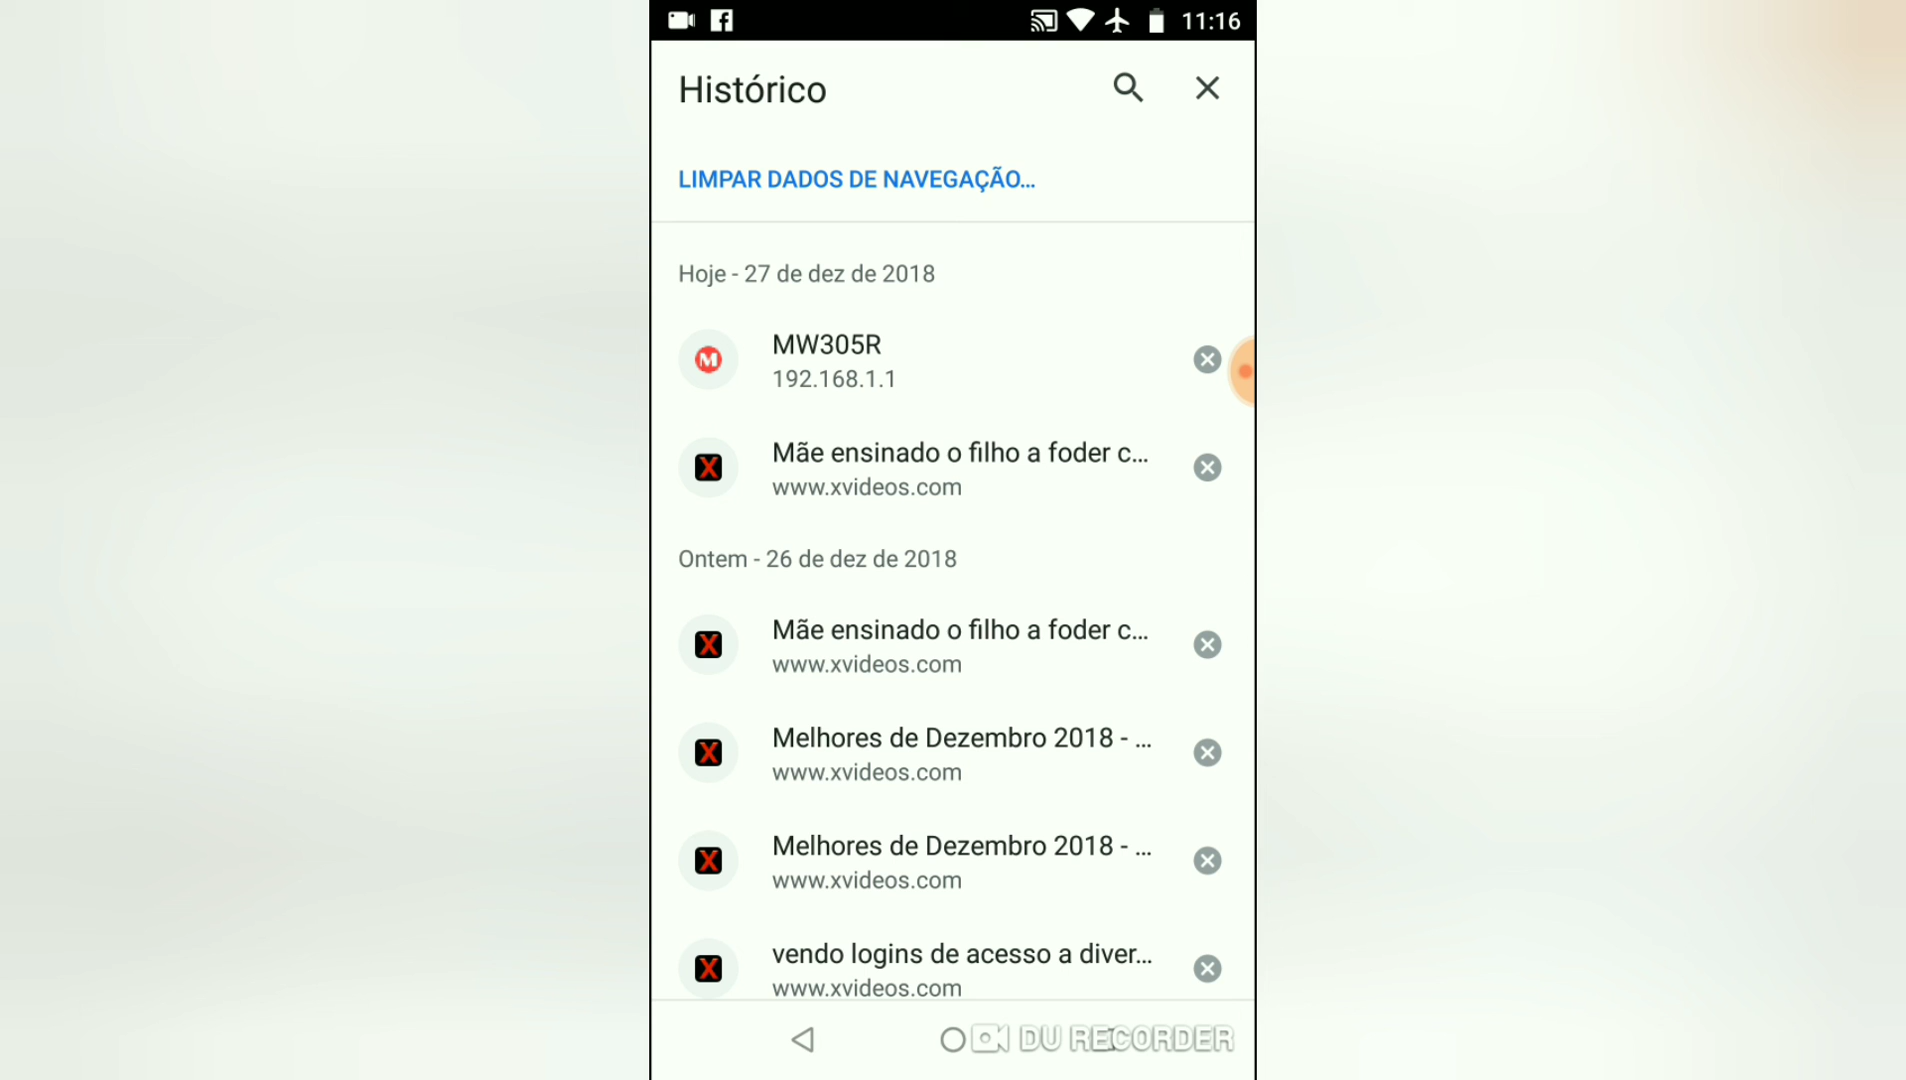 11:16
Histórico
LIMPAR DADOS DE NAVEGAÇÃO...
Hoje - 27 de dez de 2018
MW305R
192.168.1.1
Mãe ensinado o filho a foder c...
www.xvideos.com
Ontem - 26 de dez de 2018
Mãe ensinado o filho a foder c...
www.xvideos.com
Melhores de Dezembro 2018 - ...
www.xvideos.com
Melhores de Dezembro 2018 - ...
www.xvideos.com
vendo logins de acesso a diver...
www.xvideos.com
DU RECORDER